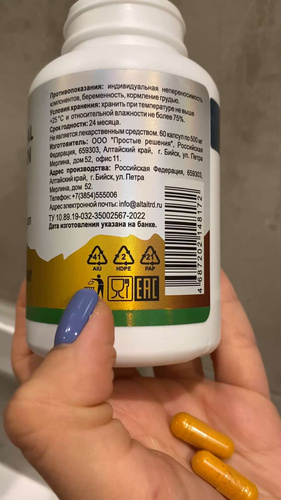 Противопоказания: индивидуальная непереносимость
компонентов, беременность, кормление грудью.
Условия хранения: хранить при температуре не выше
+25°С и относительной влажности не более 75%.
Срок годности: 24 месяца.
Не является лекарственным средством. 60 капсул по 500 мг
Изготовитель: ООО "Простые решения", Российская
Федерация, 659303, Алтайский край, г. Бийск, ул. Петра
Мерлина, дом 52, офис 11.
Адрес производства: Российская Федерация, 659303,
Алтайский край, г. Бийск, ул. Петра
Мерлина, дом 52.
Телефон: +7(3854)555006
Адрес электронной почты: info@altaitrd.ru
ТУ 10.89.19-032-35002567-2022
Дата изготовления указана на банке.
41
ALU
2
HDPE
21
PAP
EAC
4 687202 148172